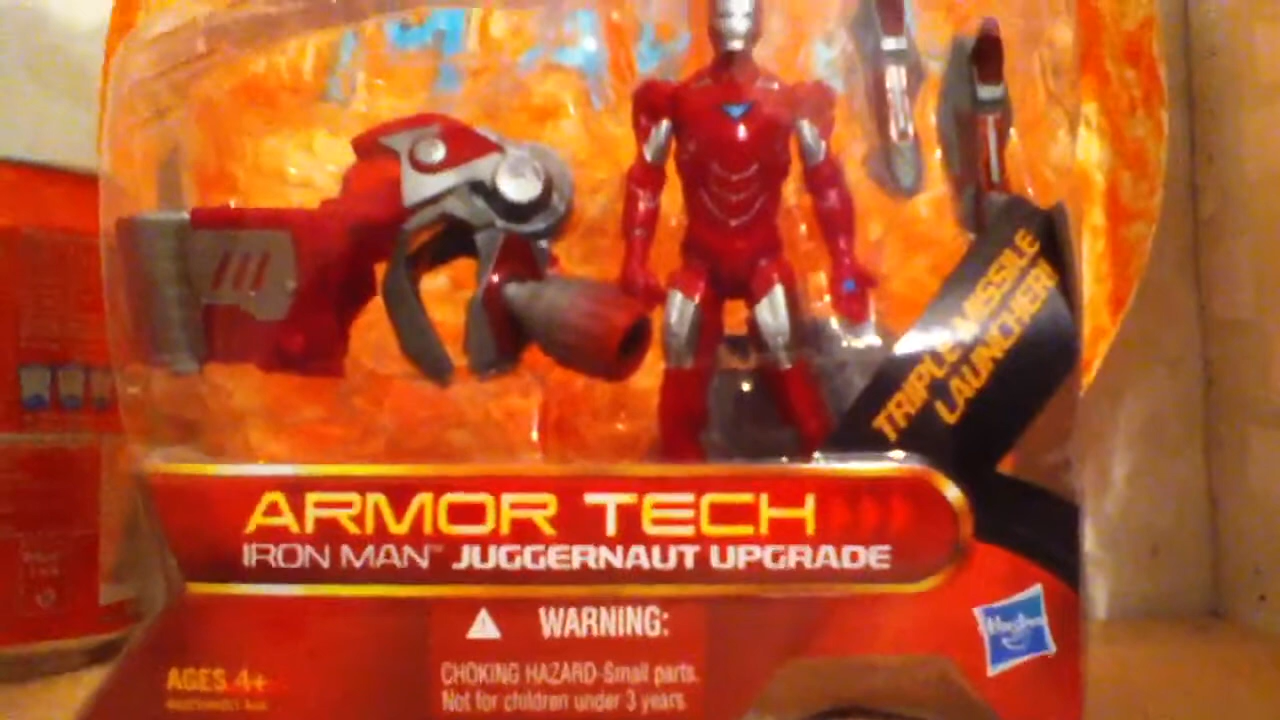 TRIPLE MISSILE
LAUNCHER!
ARMOR TECH
IRON MAN™ JUGGERNAUT UPGRADE
WARNING:
CHOKING HAZARD-Small parts.
Not for children under 3 years.
AGES 4+
Hasbro